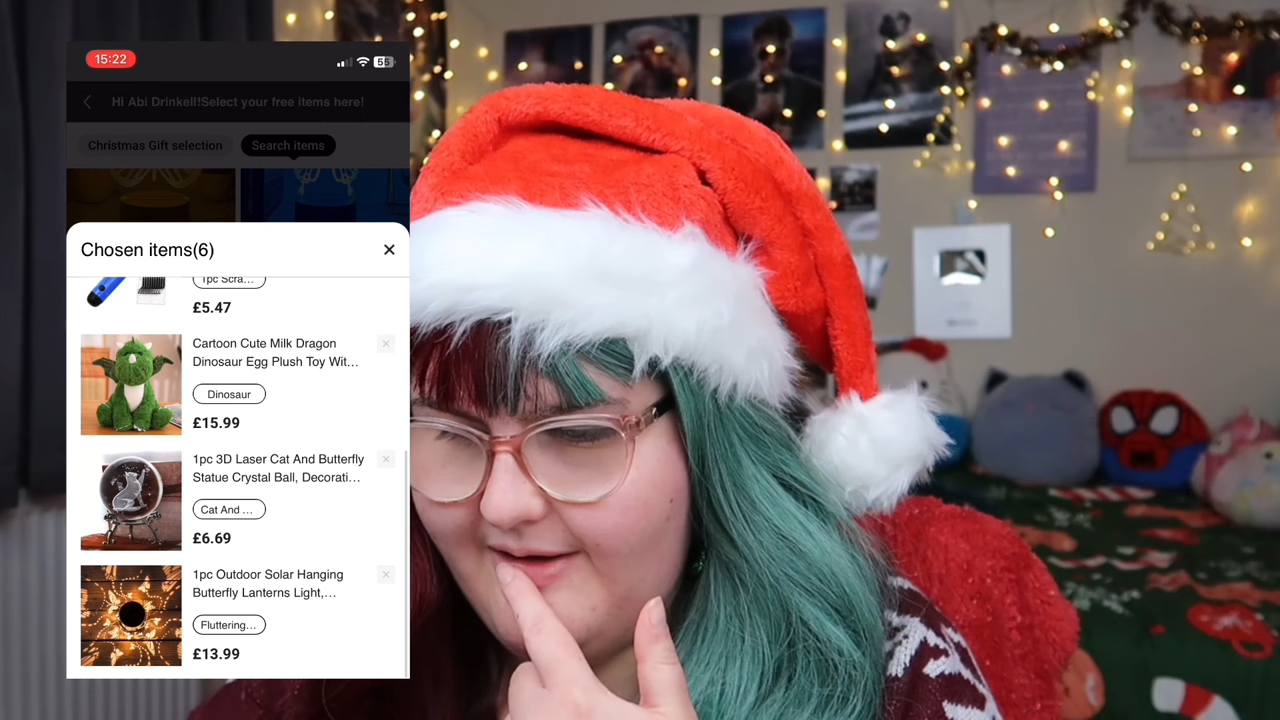 15:22
55
Hi Abi Drinkell!Select your free items here!
Christmas Gift selection
Search items
Chosen items(6)
1pc Scra...
£5.47
Cartoon Cute Milk Dragon
Dinosaur Egg Plush Toy Wit...
Dinosaur
£15.99
1pc 3D Laser Cat And Butterfly
Statue Crystal Ball, Decorati...
Cat And ...
£6.69
1pc Outdoor Solar Hanging
Butterfly Lanterns Light,...
Fluttering...
£13.99